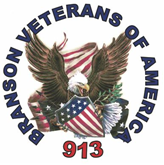 BRANSON VETERANS OF AMERICA
913